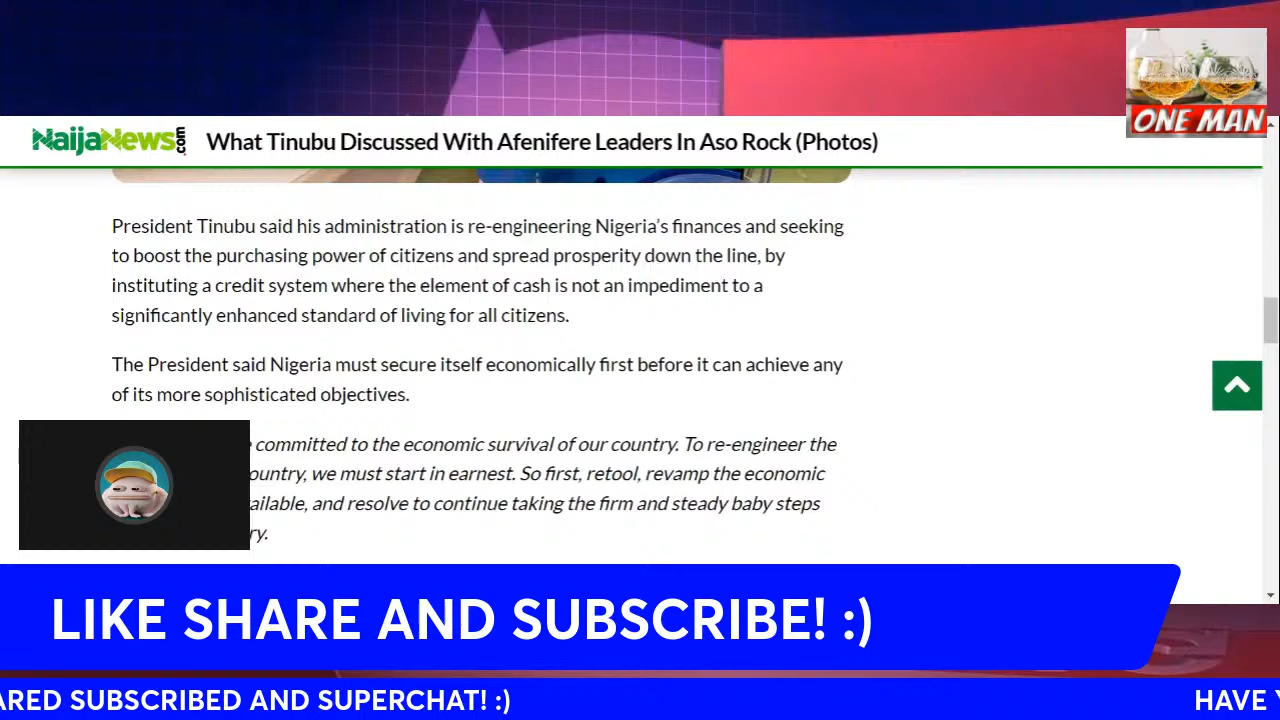 ONE MAN
NaijaNews.com
What Tinubu Discussed With Afenifere Leaders In Aso Rock (Photos)
President Tinubu said his administration is re-engineering Nigeria’s finances and seeking
to boost the purchasing power of citizens and spread prosperity down the line, by
instituting a credit system where the element of cash is not an impediment to a
significantly enhanced standard of living for all citizens.
The President said Nigeria must secure itself economically first before it can achieve any
of its more sophisticated objectives.
committed to the economic survival of our country. To re-engineer the
ountry, we must start in earnest. So first, retool, revamp the economic
ailable, and resolve to continue taking the firm and steady baby steps
ry.
LIKE SHARE AND SUBSCRIBE! :)
ARED SUBSCRIBED AND SUPERCHAT! :)
HAVE Y